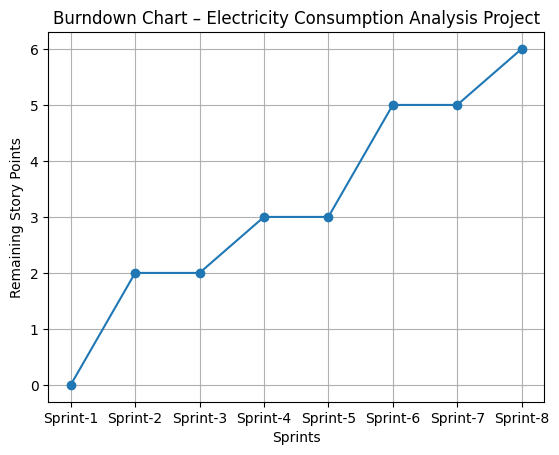 Burndown Chart – Electricity Consumption Analysis Project
6
5
4
3
2
1
0
Remaining Story Points
Sprint-1 Sprint-2 Sprint-3 Sprint-4 Sprint-5 Sprint-6 Sprint-7 Sprint-8
Sprints